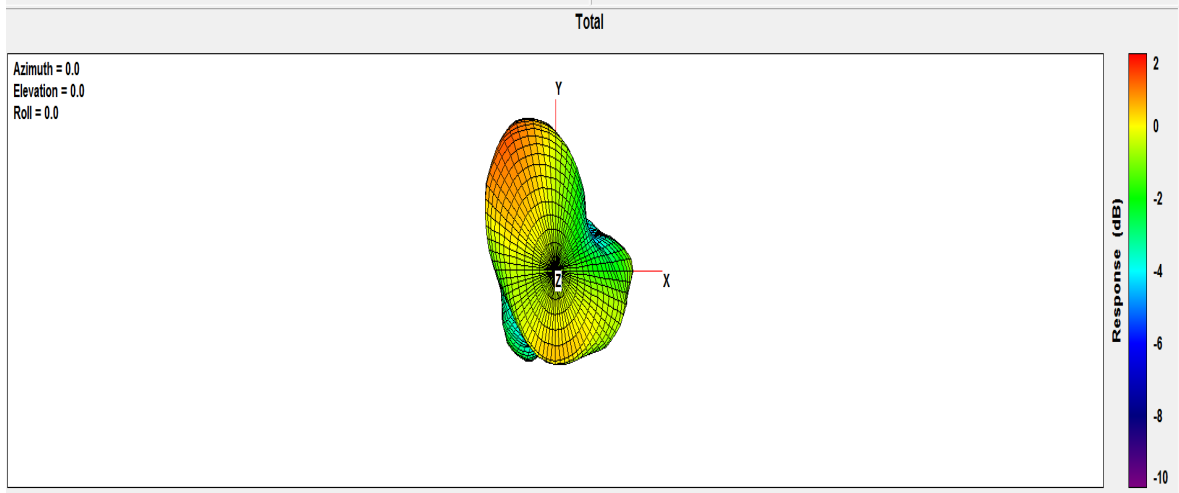 Total
Azimuth = 0.0
Elevation = 0.0
Roll = 0.0
Y
X
Z
2
0
-2
-4
-6
-8
-10
Response (dB)